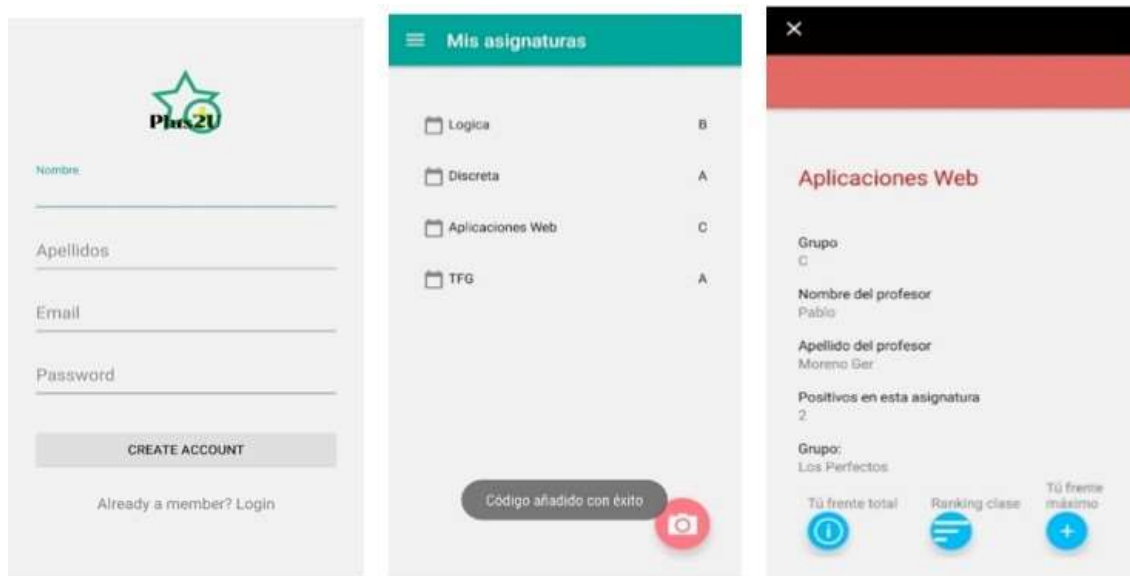 Plus2U
Nombre
Apellidos
Email
Password
CREATE ACCOUNT
Already a member? Login
Mis asignaturas
Logica B
Discreta A
Aplicaciones Web C
TFG A
Código añadido con éxito
Aplicaciones Web
Grupo
C
Nombre del profesor
Pablo
Apellido del profesor
Moreno Ger
Positivos en esta asignatura
2
Grupo:
Los Perfectos
Tú frente total
Ranking clase
Tú frente
máximo